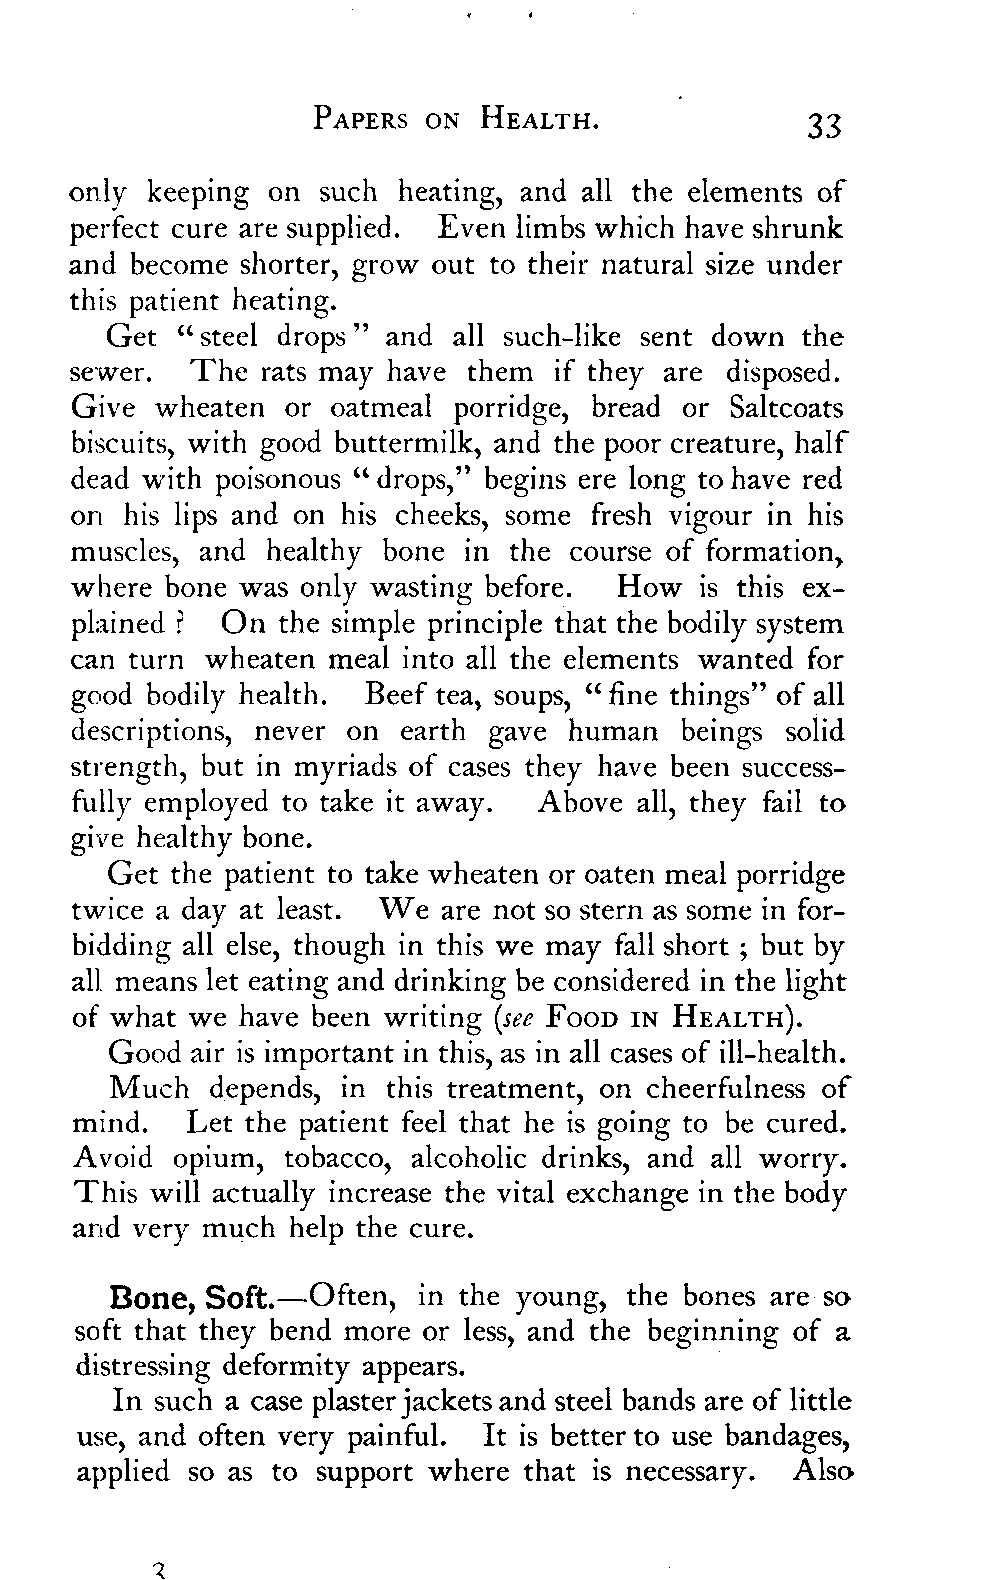 PAPERS ON HEALTH. 33
only keeping on such heating, and all the elements of
perfect cure are supplied. Even limbs which have shrunk
and become shorter, grow out to their natural size under
this patient heating.
Get “steel drops” and all such-like sent down the
sewer. The rats may have them if they are disposed.
Give wheaten or oatmeal porridge, bread or Saltcoats
biscuits, with good buttermilk, and the poor creature, half
dead with poisonous “drops,” begins ere long to have red
on his lips and on his cheeks, some fresh vigour in his
muscles, and healthy bone in the course of formation,
where bone was only wasting before. How is this ex-
plained? On the simple principle that the bodily system
can turn wheaten meal into all the elements wanted for
good bodily health. Beef tea, soups, “fine things” of all
descriptions, never on earth gave human beings solid
strength, but in myriads of cases they have been success-
fully employed to take it away. Above all, they fail to
give healthy bone.
Get the patient to take wheaten or oaten meal porridge
twice a day at least. We are not so stern as some in for-
bidding all else, though in this we may fall short; but by
all means let eating and drinking be considered in the light
of what we have been writing (see FOOD IN HEALTH).
Good air is important in this, as in all cases of ill-health.
Much depends, in this treatment, on cheerfulness of
mind. Let the patient feel that he is going to be cured.
Avoid opium, tobacco, alcoholic drinks, and all worry.
This will actually increase the vital exchange in the body
and very much help the cure.
Bone, Soft.—Often, in the young, the bones are so
soft that they bend more or less, and the beginning of a
distressing deformity appears.
In such a case plaster jackets and steel bands are of little
use, and often very painful. It is better to use bandages,
applied so as to support where that is necessary. Also
3